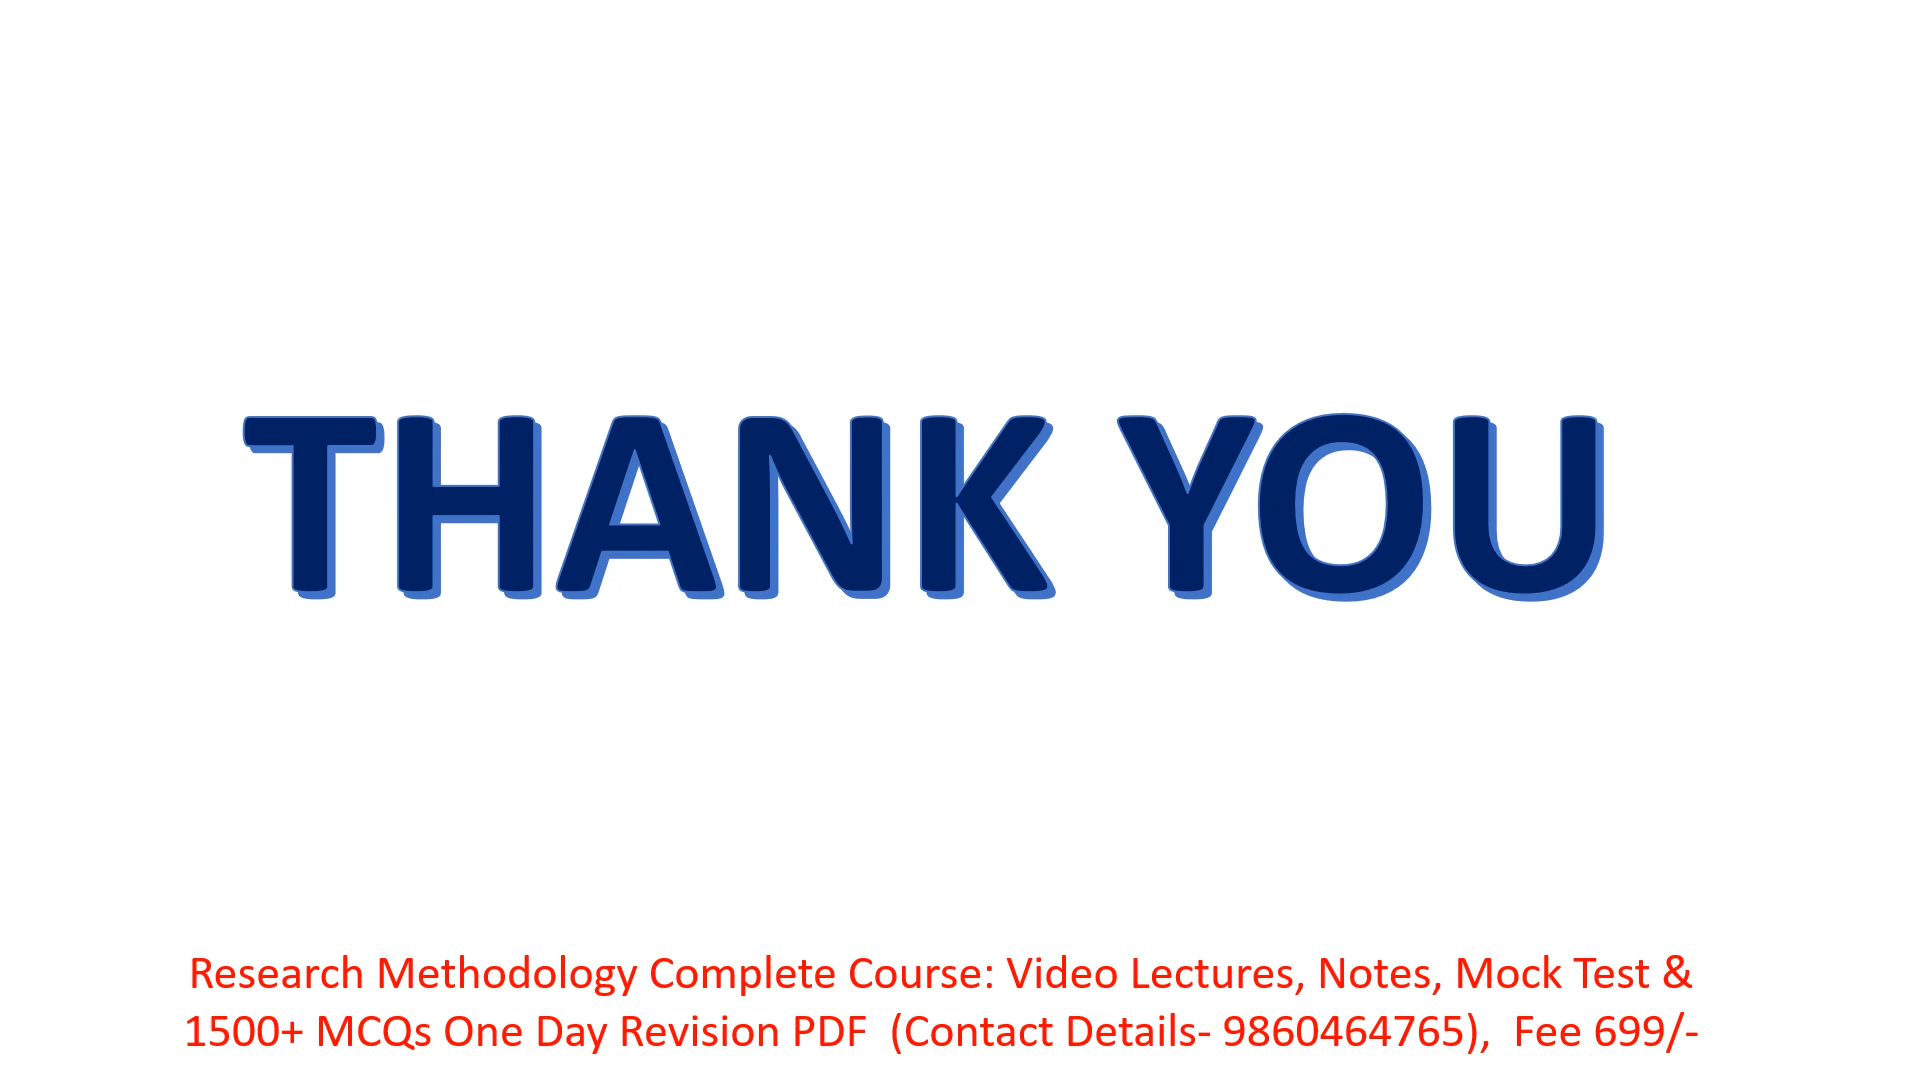 THANK YOU
Research Methodology Complete Course: Video Lectures, Notes, Mock Test &
1500+ MCQs One Day Revision PDF  (Contact Details- 9860464765),  Fee 699/-